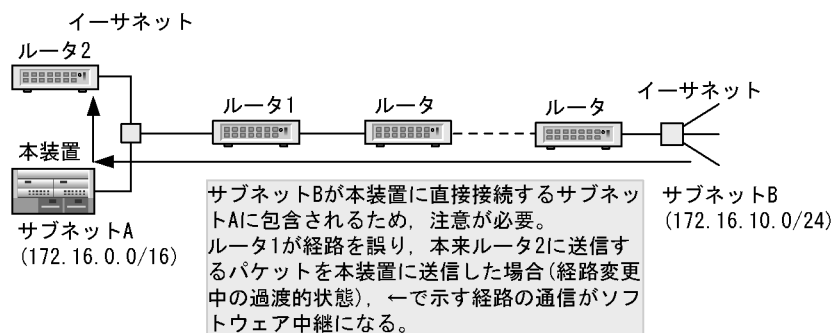 イーサネット
ルータ2
ルータ1
ルータ
ルータ
イーサネット
本装置
サブネットA
(172.16.0.0/16)
サブネットB
(172.16.10.0/24)
サブネットBが本装置に直接接続するサブネッ
トAに包含されるため，注意が必要。
ルータ1が経路を誤り，本来ルータ2に送信す
るパケットを本装置に送信した場合(経路変更
中の過渡的状態)，←で示す経路の通信がソフ
トウェア中継になる。